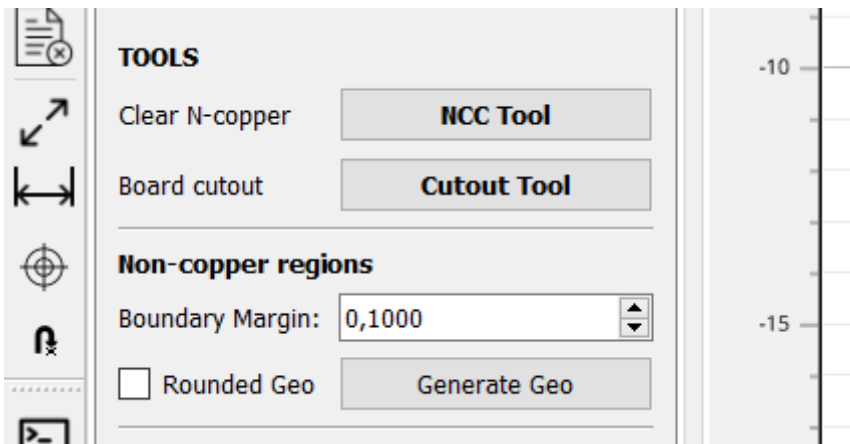 TOOLS
Clear N-copper NCC Tool
Board cutout Cutout Tool
Non-copper regions
Boundary Margin: 0,1000
Rounded Geo Generate Geo
-10
-15